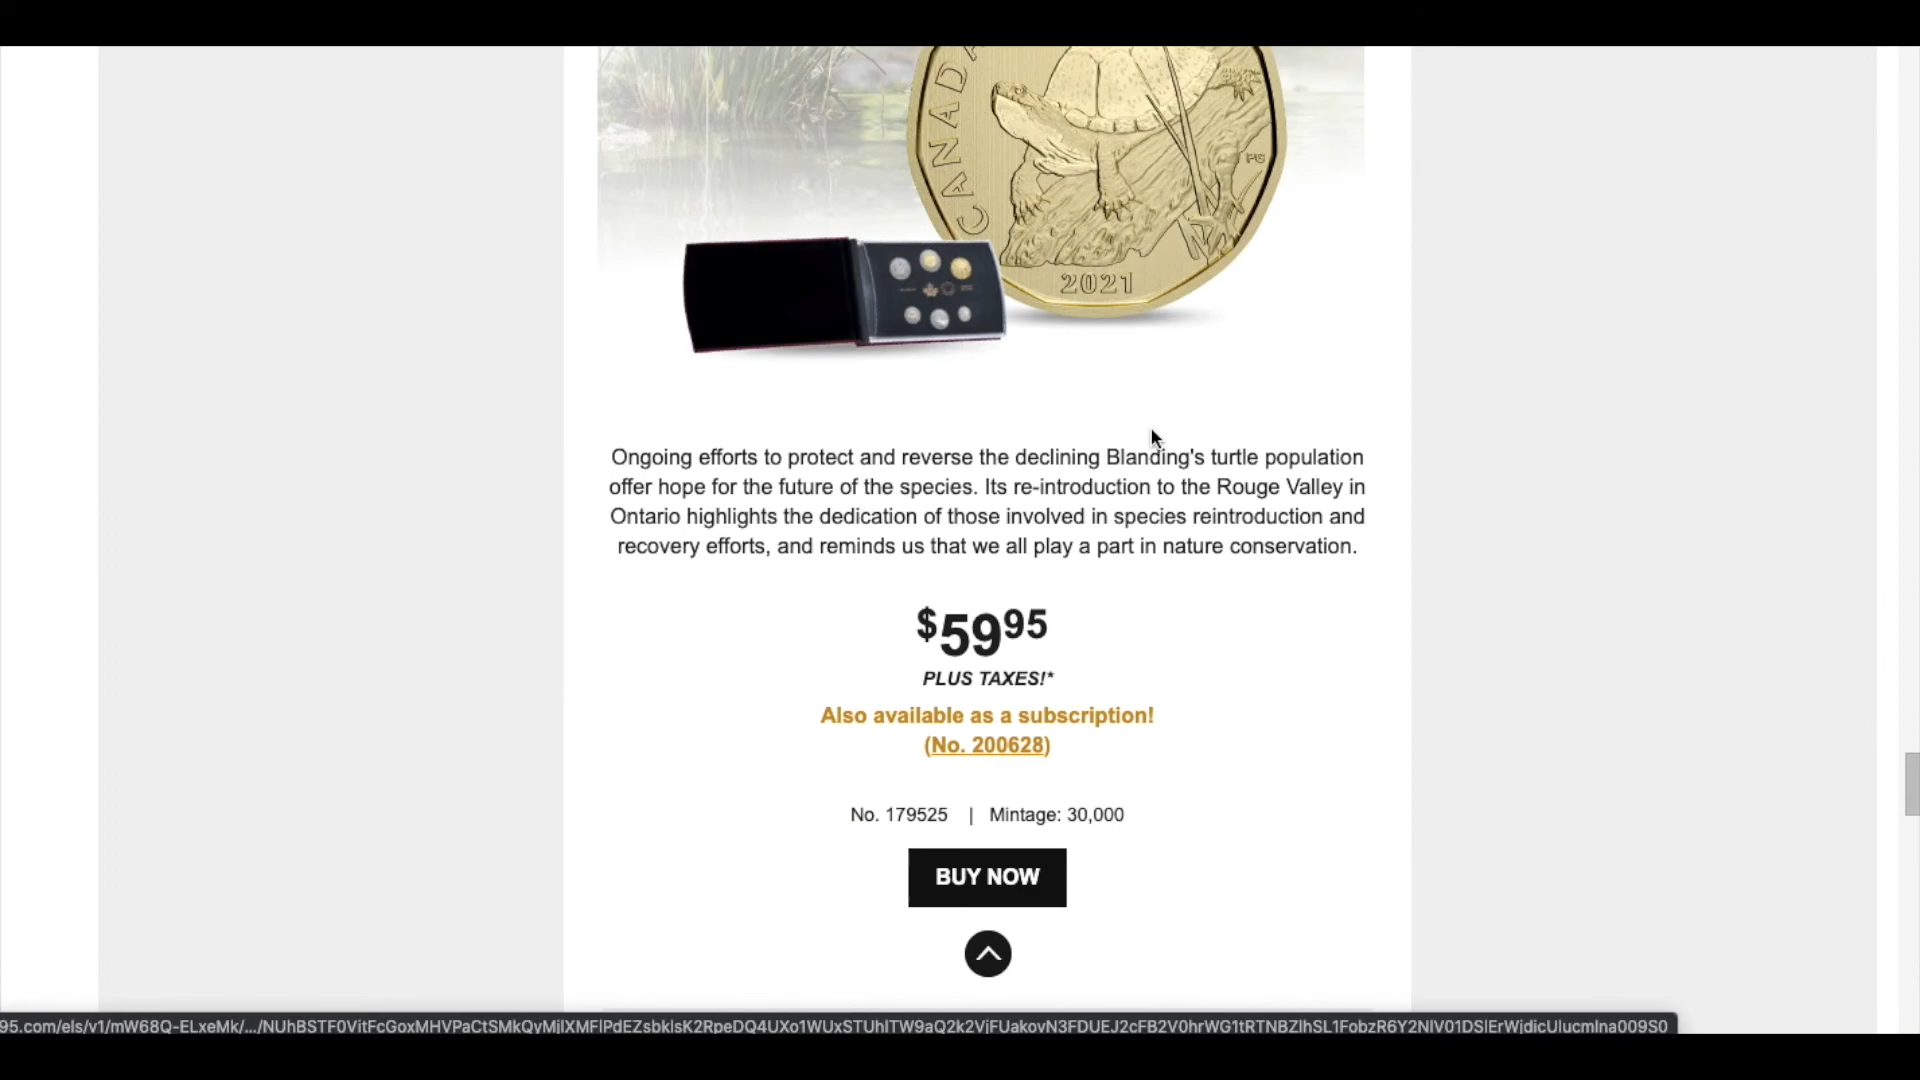 CANADA
2021
Ongoing efforts to protect and reverse the declining Blanding's turtle population
offer hope for the future of the species. Its re-introduction to the Rouge Valley in
Ontario highlights the dedication of those involved in species reintroduction and
recovery efforts, and reminds us that we all play a part in nature conservation.
$59 95
PLUS TAXES!*
Also available as a subscription!
(No. 200628)
No. 179525 | Mintage: 30,000
BUY NOW